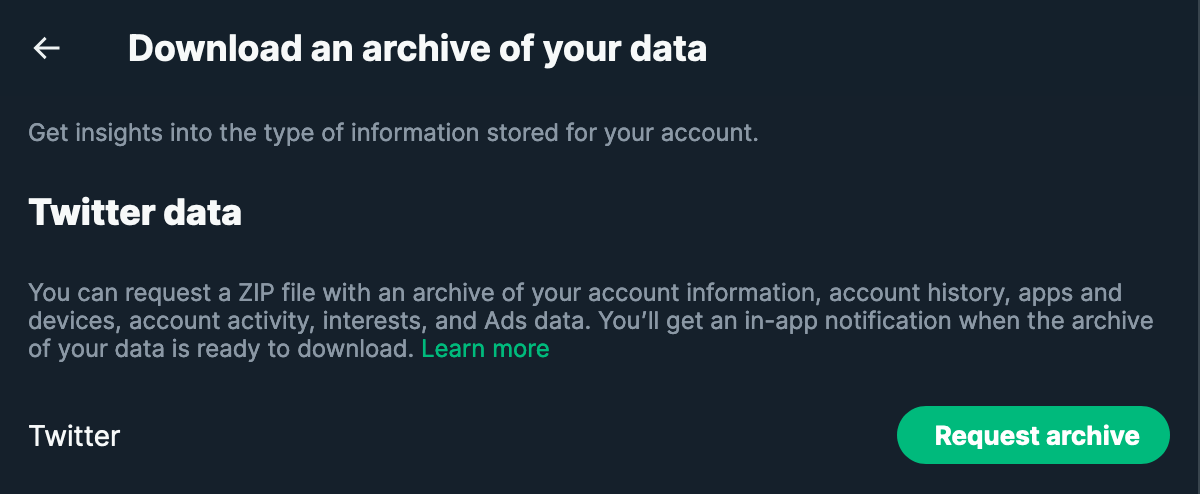 Download an archive of your data
Get insights into the type of information stored for your account.
Twitter data
You can request a ZIP file with an archive of your account information, account history, apps and
devices, account activity, interests, and Ads data. You’ll get an in-app notification when the archive
of your data is ready to download. Learn more
Twitter
Request archive